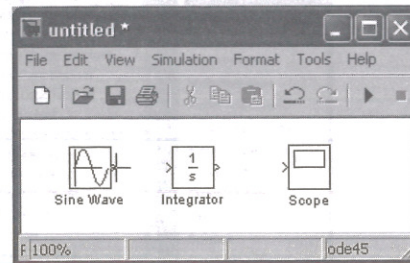 untitled *
File Edit View Simulation Format Tools Help
1
s
Sine Wave Integrator Scope
100% ode45